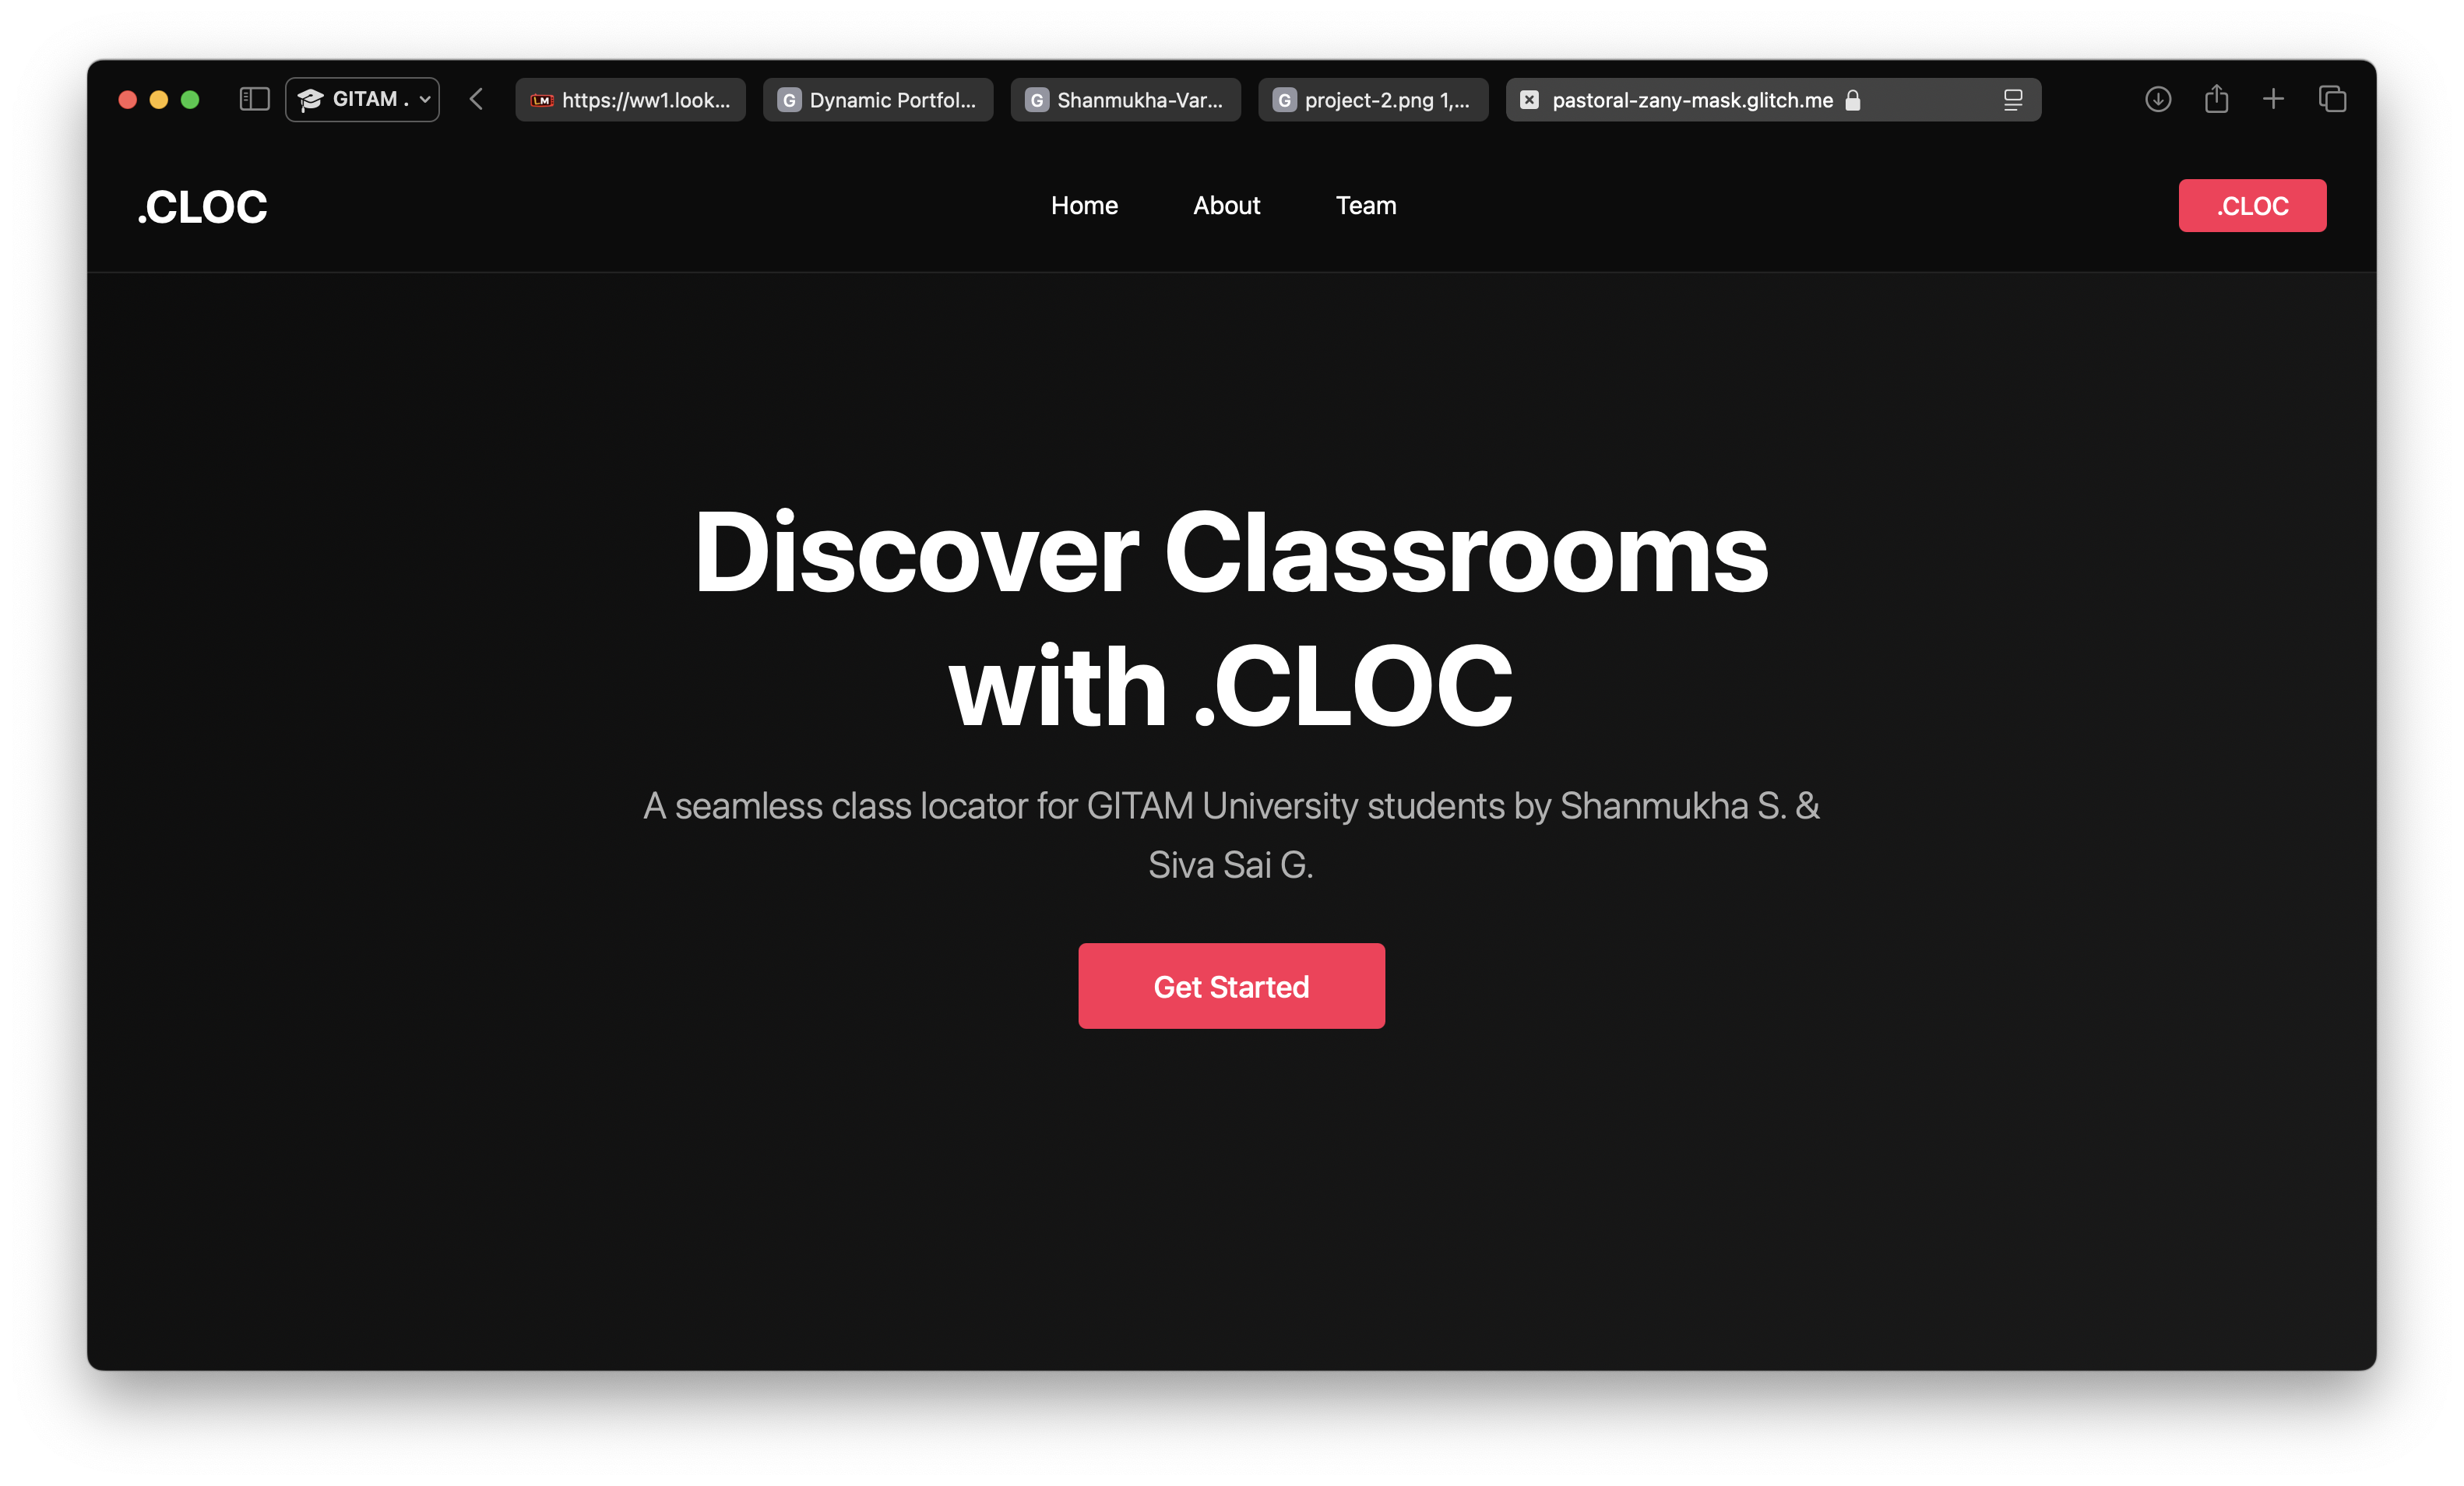 GITAM .
LM https://ww1.look...
G Dynamic Portfol...
G Shanmukha-Var...
G project-2.png 1,...
pastoral-zany-mask.glitch.me
.CLOC
Home
About
Team
.CLOC
Discover Classrooms
with .CLOC
A seamless class locator for GITAM University students by Shanmukha S. &
Siva Sai G.
Get Started